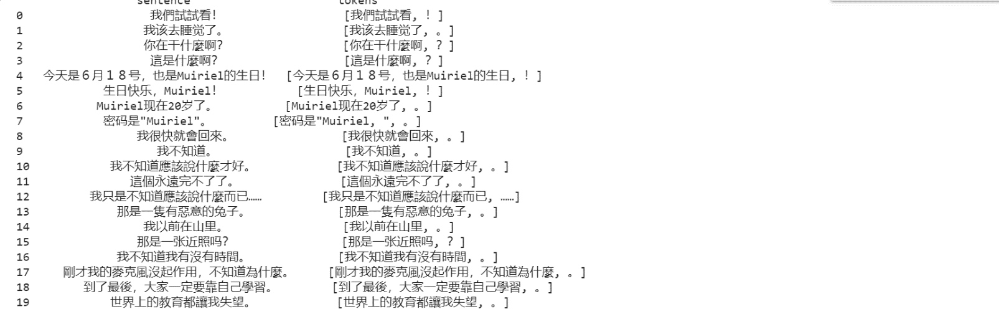 sentence tokens
0 我們試試看！ [我們試試看, ！]
1 我该去睡觉了。 [我该去睡觉了, 。]
2 你在干什麼啊？ [你在干什麼啊, ？]
3 這是什麼啊？ [這是什麼啊, ？]
4 今天是６月１８号，也是Muiriel的生日！ [今天是６月１８号，也是Muiriel的生日, ！]
5 生日快乐，Muiriel！ [生日快乐，Muiriel, ！]
6 Muiriel现在20岁了。 [Muiriel现在20岁了, 。]
7 密码是"Muiriel"。 [密码是"Muiriel, ", 。]
8 我很快就會回來。 [我很快就會回來, 。]
9 我不知道。 [我不知道, 。]
10 我不知道應該說什麼才好。 [我不知道應該說什麼才好, 。]
11 這個永遠完不了了。 [這個永遠完不了了, 。]
12 我只是不知道應該說什麼而已…… [我只是不知道應該說什麼而已, ……]
13 那是一隻有惡意的兔子。 [那是一隻有惡意的兔子, 。]
14 我以前在山里。 [我以前在山里, 。]
15 那是一张近照吗？ [那是一张近照吗, ？]
16 我不知道我有沒有時間。 [我不知道我有沒有時間, 。]
17 剛才我的麥克風沒起作用，不知道為什麼。 [剛才我的麥克風沒起作用，不知道為什麼, 。]
18 到了最後，大家一定要靠自己學習。 [到了最後，大家一定要靠自己學習, 。]
19 世界上的教育都讓我失望。 [世界上的教育都讓我失望, 。]